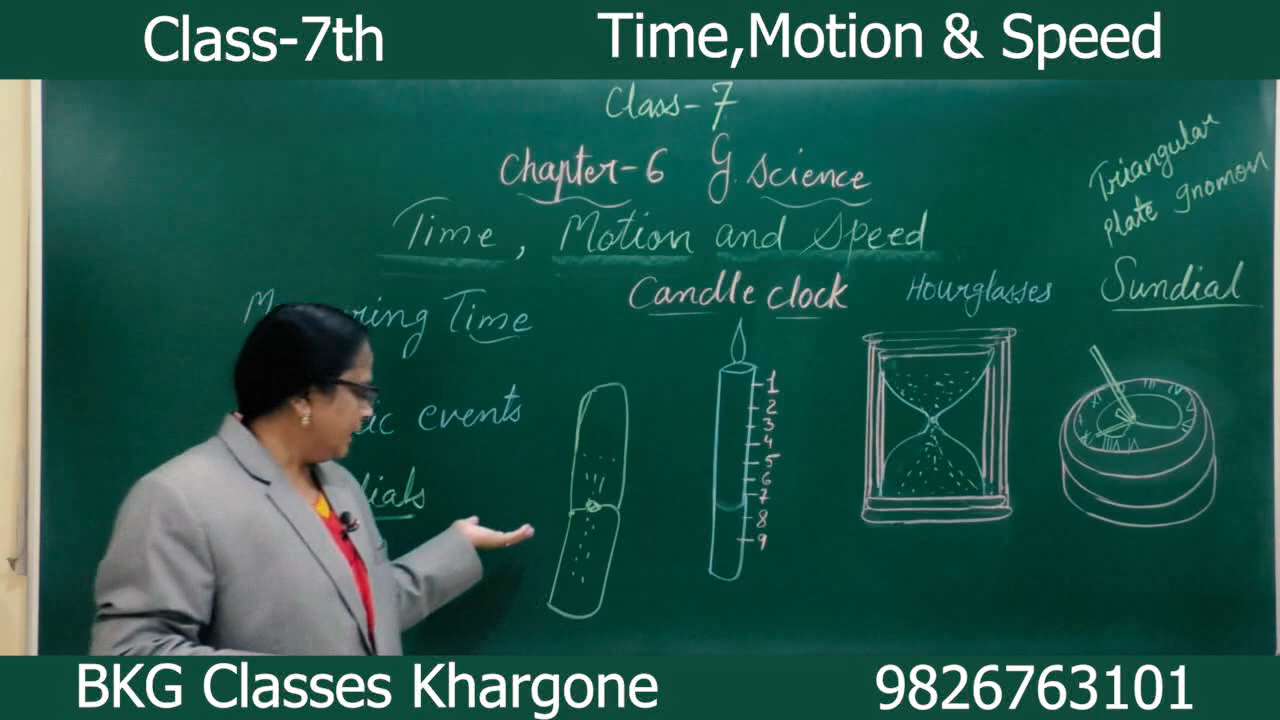 Class-7th
Time,Motion & Speed
Class-7
Chapter-6 G.science
Time, Motion and Speed
Triangular
Plate gnomon
Time
Candle clock
Hourglasses
Sundial
events
1
2
3
4
5
6
7
8
9
BKG Classes Khargone
9826763101